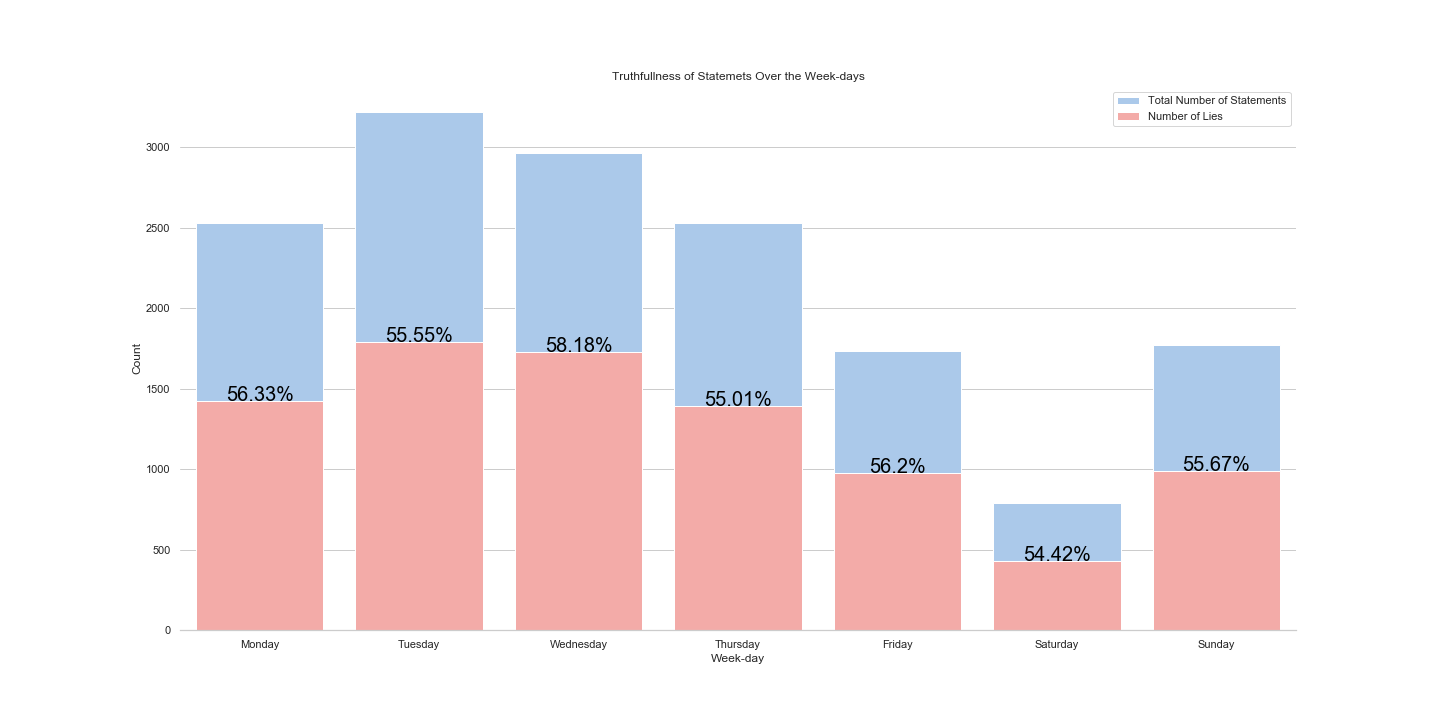 Truthfullness of Statemets Over the Week-days
Total Number of Statements
Number of Lies
3000
2500
2000
1500
1000
500
0
Count
56.33%
55.55%
58.18%
55.01%
56.2%
54.42%
55.67%
Monday
Tuesday
Wednesday
Thursday
Friday
Saturday
Sunday
Week-day